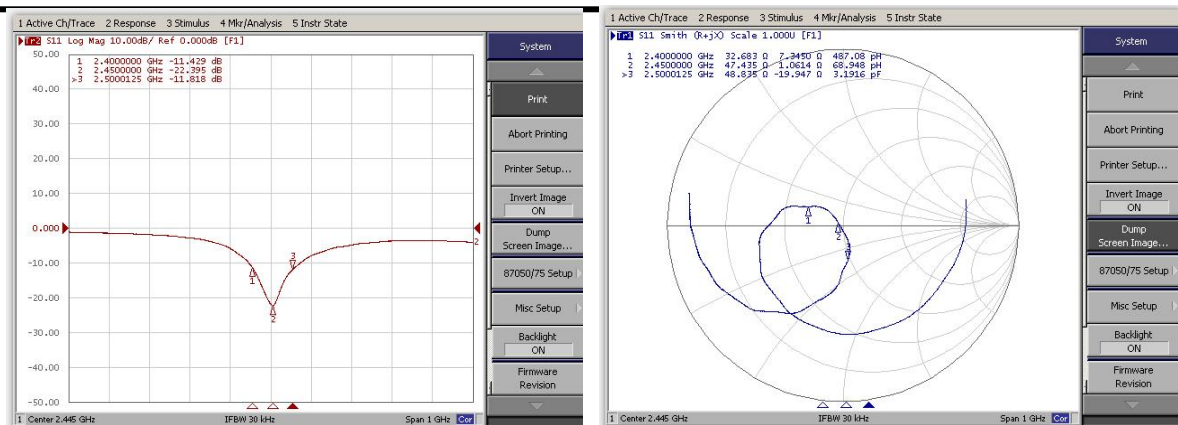 1 Active Ch/Trace 2 Response 3 Stimulus 4 Mkr/Analysis 5 Instr State
Tr2 S11 Log Mag 10.00dB/ Ref 0.000dB [F1]
50.00
1 2.4000000 GHz -11.429 dB
2 2.4500000 GHz -22.395 dB
>3 2.5000125 GHz -11.818 dB
40.00
30.00
20.00
10.00
0.000
-10.00
-20.00
-30.00
-40.00
-50.00
1
2
3
2
System
Print
Abort Printing
Printer Setup...
Invert Image
ON
Dump
Screen Image...
87050/75 Setup
Misc Setup
Backlight
ON
Firmware
Revision
1 Center 2.445 GHz IFBW 30 kHz Span 1 GHz Cor
1 Active Ch/Trace 2 Response 3 Stimulus 4 Mkr/Analysis 5 Instr State
Tr1 S11 Smith (R+jX) Scale 1.000U [F1]
1 2.4000000 GHz 32.683 Ω 7.3450 Ω 487.08 pH
2 2.4500000 GHz 47.435 Ω 1.0614 Ω 68.948 pH
>3 2.5000125 GHz 48.835 Ω -19.947 Ω 3.1916 pF
1
2
3
System
Print
Abort Printing
Printer Setup...
Invert Image
ON
Dump
Screen Image...
87050/75 Setup
Misc Setup
Backlight
ON
Firmware
Revision
1 Center 2.445 GHz IFBW 30 kHz Span 1 GHz Cor